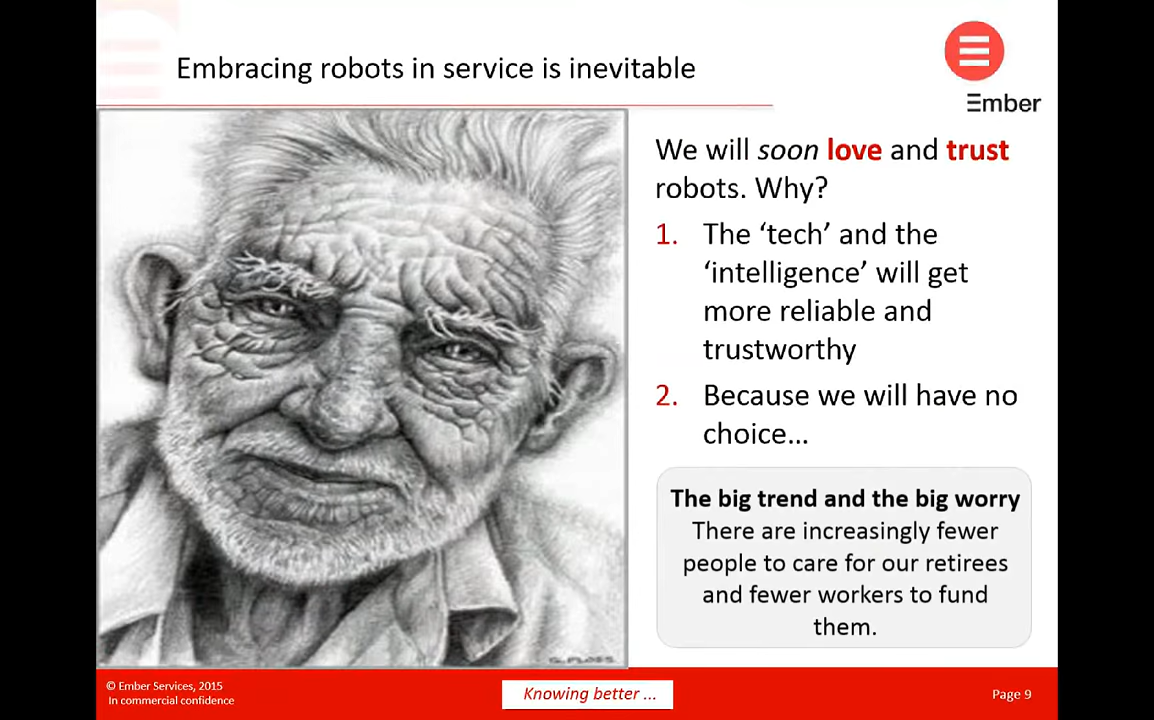 Embracing robots in service is inevitable
Ember
We will soon love and trust
robots. Why?
1. The ‘tech’ and the
‘intelligence’ will get
more reliable and
trustworthy
2. Because we will have no
choice...
The big trend and the big worry
There are increasingly fewer
people to care for our retirees
and fewer workers to fund
them.
© Ember Services, 2015
In commercial confidence
Knowing better ...
Page 9